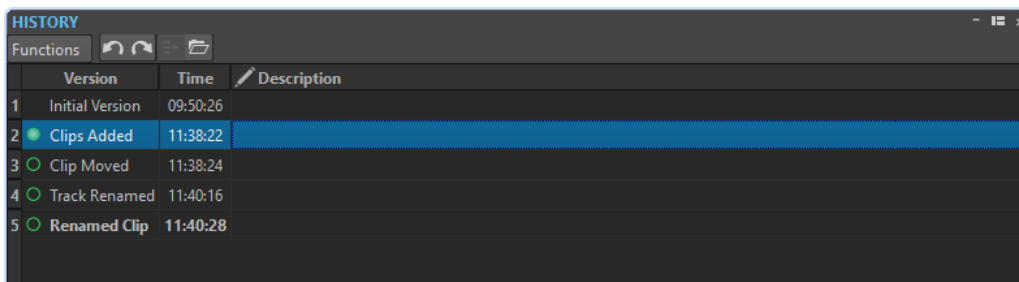 HISTORY
Functions
Version Time Description
1 Initial Version 09:50:26
2 Clips Added 11:38:22
3 Clip Moved 11:38:24
4 Track Renamed 11:40:16
5 Renamed Clip 11:40:28